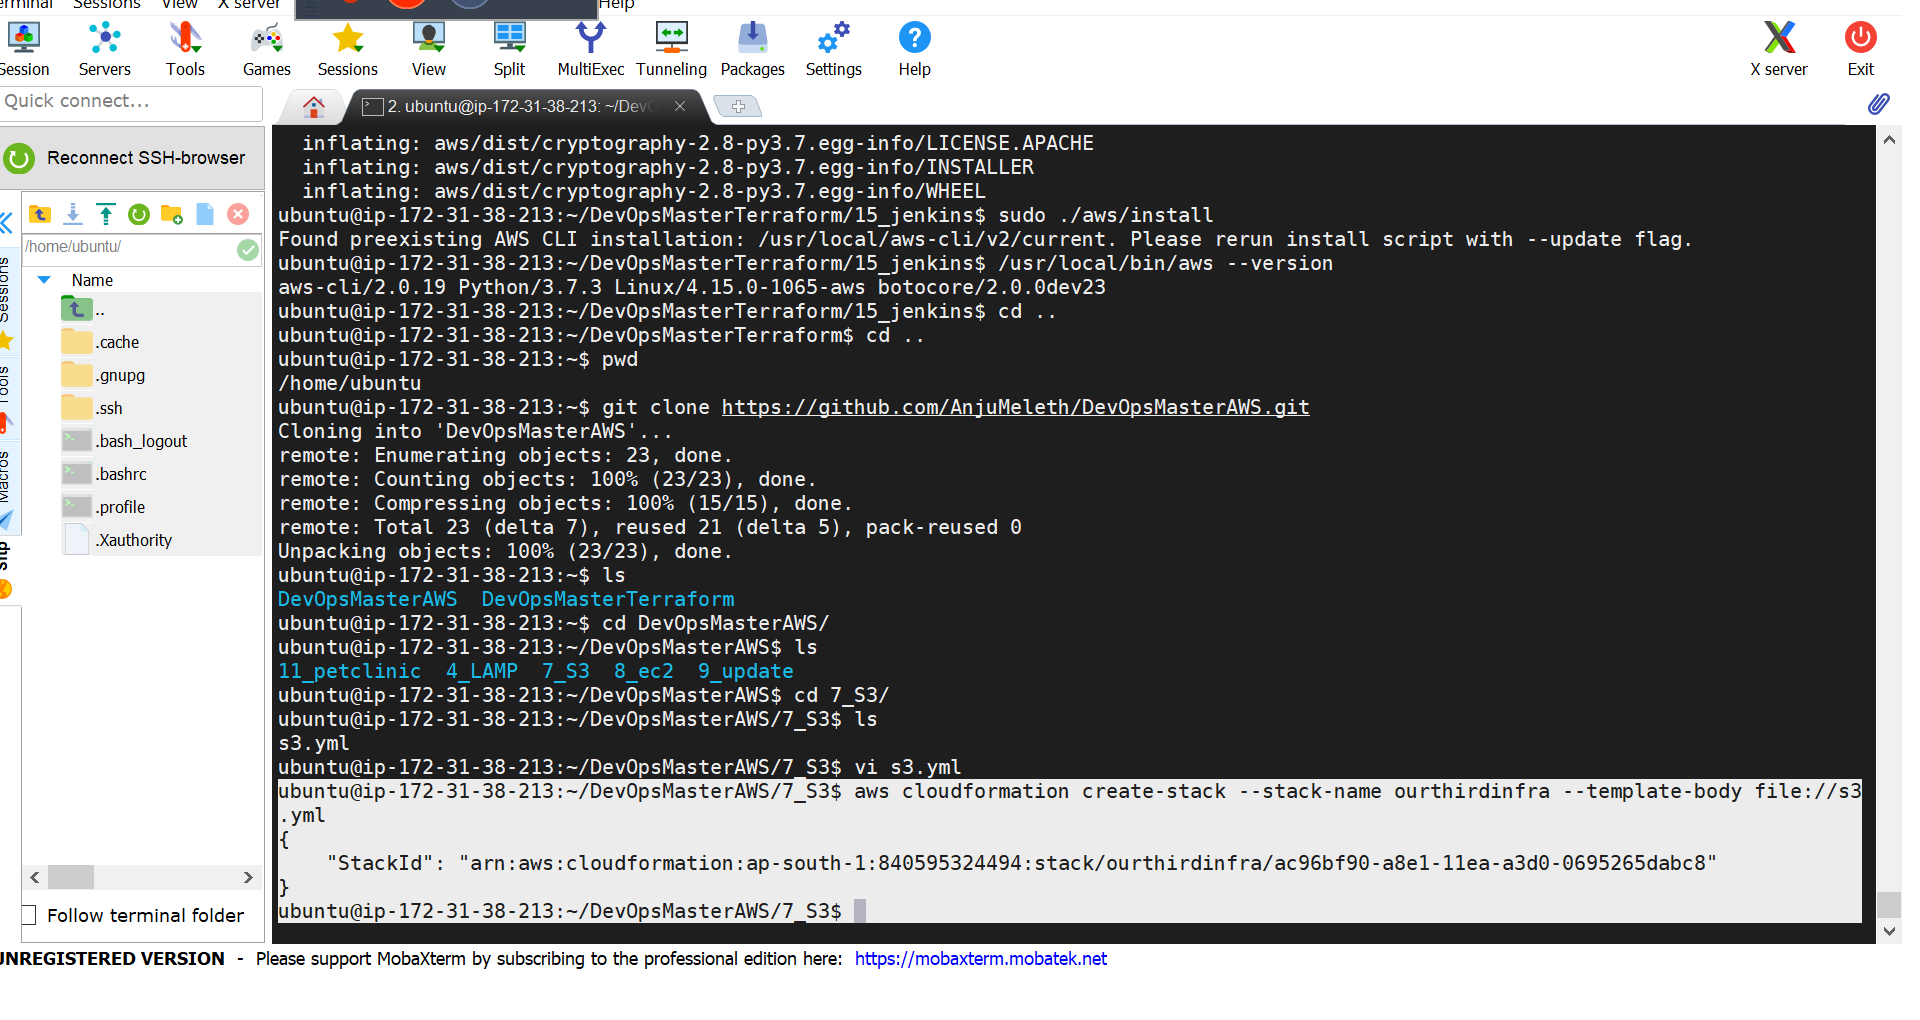 Sessions View X server Help
Session Servers Tools Games Sessions View Split MultiExec Tunneling Packages Settings Help X server Exit
Quick connect...
2. ubuntu@ip-172-31-38-213: ~/Dev
Reconnect SSH-browser
/home/ubuntu/
Name
..
.cache
.gnupg
.ssh
.bash_logout
.bashrc
.profile
.Xauthority
Follow terminal folder
Sessions
Tools
Macros
inflating: aws/dist/cryptography-2.8-py3.7.egg-info/LICENSE.APACHE
inflating: aws/dist/cryptography-2.8-py3.7.egg-info/INSTALLER
inflating: aws/dist/cryptography-2.8-py3.7.egg-info/WHEEL
ubuntu@ip-172-31-38-213:~/DevOpsMasterTerraform/15_jenkins$ sudo ./aws/install
Found preexisting AWS CLI installation: /usr/local/aws-cli/v2/current. Please rerun install script with --update flag.
ubuntu@ip-172-31-38-213:~/DevOpsMasterTerraform/15_jenkins$ /usr/local/bin/aws --version
aws-cli/2.0.19 Python/3.7.3 Linux/4.15.0-1065-aws botocore/2.0.0dev23
ubuntu@ip-172-31-38-213:~/DevOpsMasterTerraform/15_jenkins$ cd ..
ubuntu@ip-172-31-38-213:~/DevOpsMasterTerraform$ cd ..
ubuntu@ip-172-31-38-213:~$ pwd
/home/ubuntu
ubuntu@ip-172-31-38-213:~$ git clone https://github.com/AnjuMeleth/DevOpsMasterAWS.git
Cloning into 'DevOpsMasterAWS'...
remote: Enumerating objects: 23, done.
remote: Counting objects: 100% (23/23), done.
remote: Compressing objects: 100% (15/15), done.
remote: Total 23 (delta 7), reused 21 (delta 5), pack-reused 0
Unpacking objects: 100% (23/23), done.
ubuntu@ip-172-31-38-213:~$ ls
DevOpsMasterAWS DevOpsMasterTerraform
ubuntu@ip-172-31-38-213:~$ cd DevOpsMasterAWS/
ubuntu@ip-172-31-38-213:~/DevOpsMasterAWS$ ls
11_petclinic 4_LAMP 7_S3 8_ec2 9_update
ubuntu@ip-172-31-38-213:~/DevOpsMasterAWS$ cd 7_S3/
ubuntu@ip-172-31-38-213:~/DevOpsMasterAWS/7_S3$ ls
s3.yml
ubuntu@ip-172-31-38-213:~/DevOpsMasterAWS/7_S3$ vi s3.yml
ubuntu@ip-172-31-38-213:~/DevOpsMasterAWS/7_S3$ aws cloudformation create-stack --stack-name ourthirdinfra --template-body file://s3
.yml
{
"StackId": "arn:aws:cloudformation:ap-south-1:840595324494:stack/ourthirdinfra/ac96bf90-a8e1-11ea-a3d0-0695265dabc8"
}
ubuntu@ip-172-31-38-213:~/DevOpsMasterAWS/7_S3$
UNREGISTERED VERSION - Please support MobaXterm by subscribing to the professional edition here: https://mobaxterm.mobatek.net